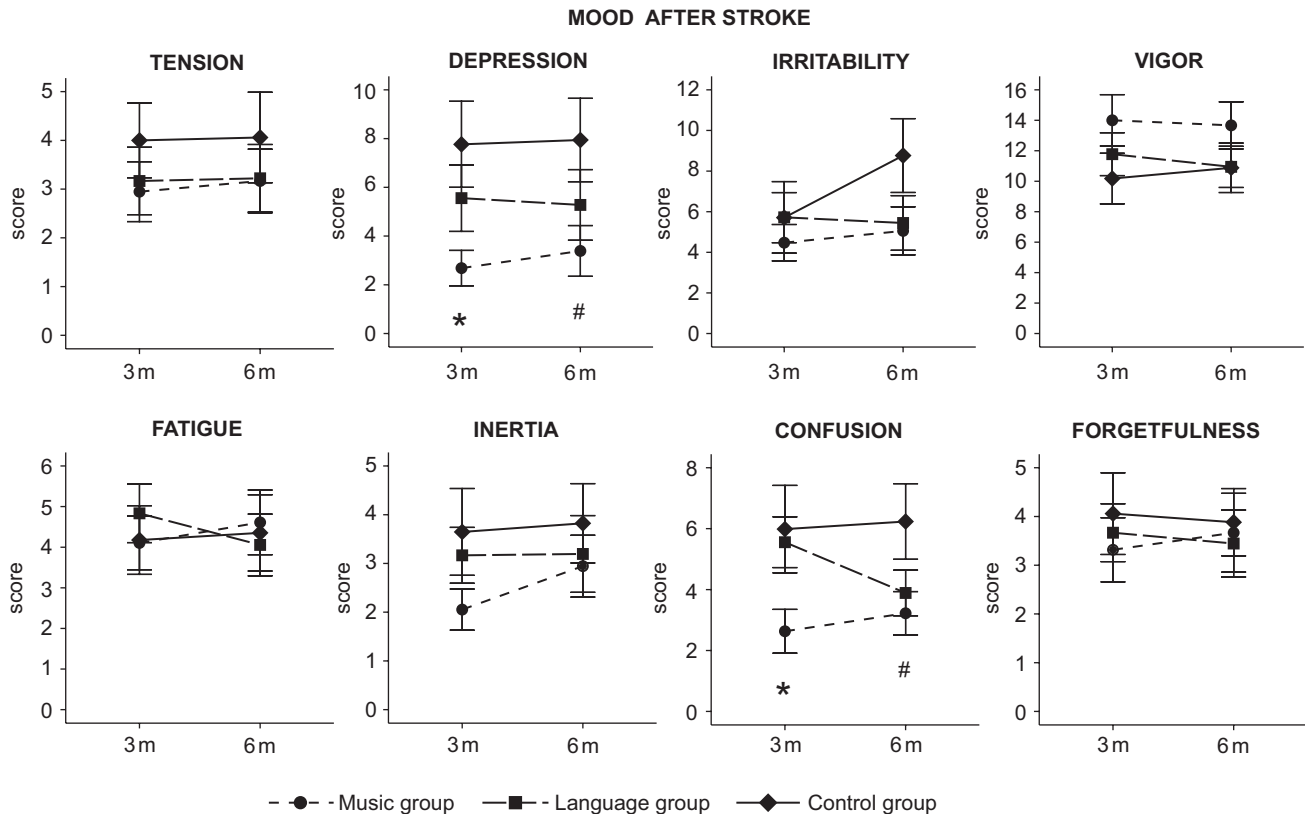 MOOD AFTER STROKE
TENSION
5
4
3
2
1
0
score
3m
6m
DEPRESSION
10
8
6
4
2
0
score
*
#
3m
6m
IRRITABILITY
12
10
8
6
4
2
0
score
3m
6m
VIGOR
16
14
12
10
8
6
4
2
0
score
3m
6m
FATIGUE
6
5
4
3
2
1
0
score
3m
6m
INERTIA
5
4
3
2
1
0
score
3m
6m
CONFUSION
8
6
4
2
0
score
*
#
3m
6m
FORGETFULNESS
5
4
3
2
1
0
score
3m
6m
Music group Language group Control group